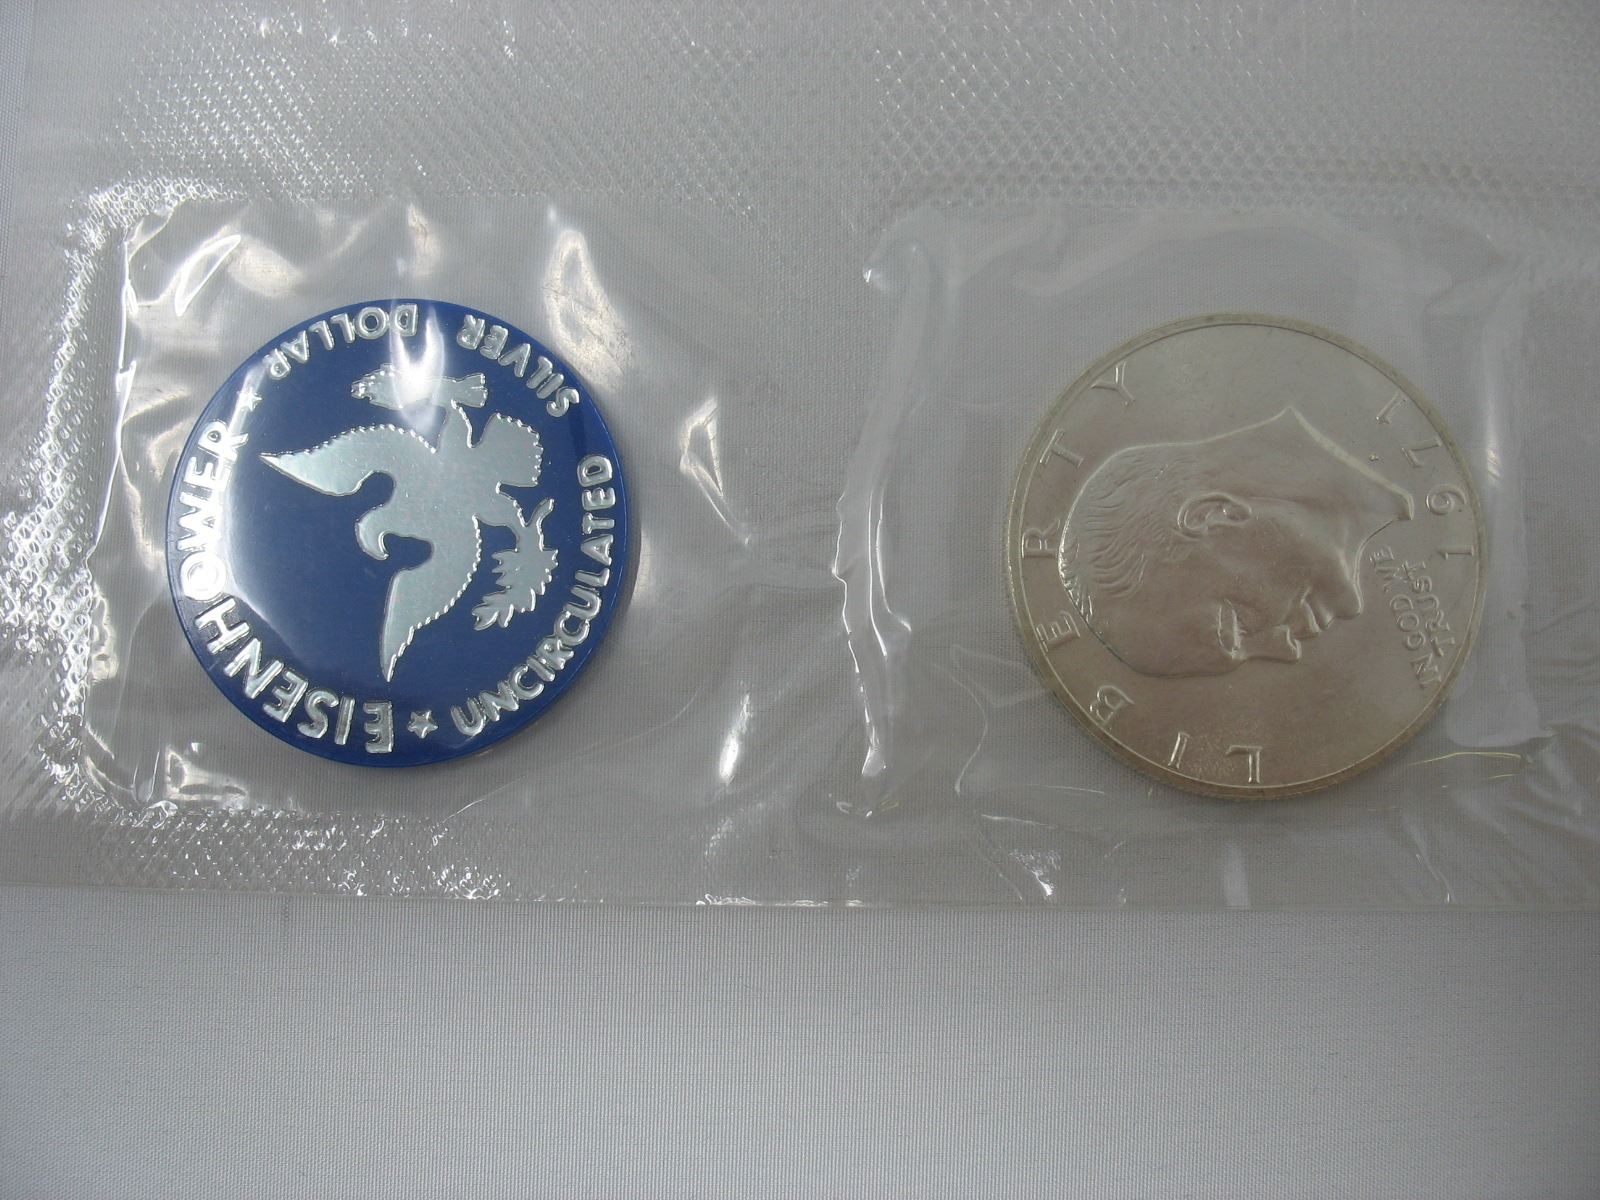 EISENHOWER
SILVER DOLLAR
UNCIRCULATED
LIBERTY
IN GOD WE
TRUST
1971